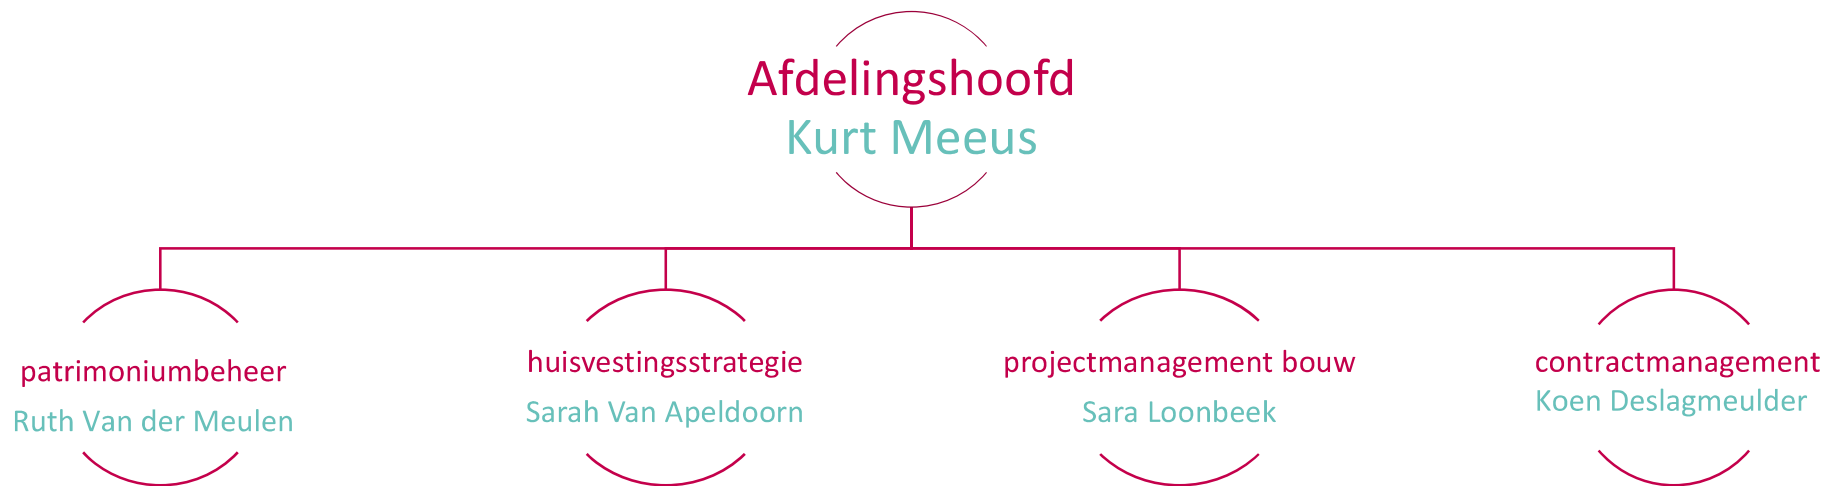 Afdelingshoofd
Kurt Meeus
patrimoniumbeheer
Ruth Van der Meulen
huisvestingsstrategie
Sarah Van Apeldoorn
projectmanagement bouw
Sara Loonbeek
contractmanagement
Koen Deslagmeulder